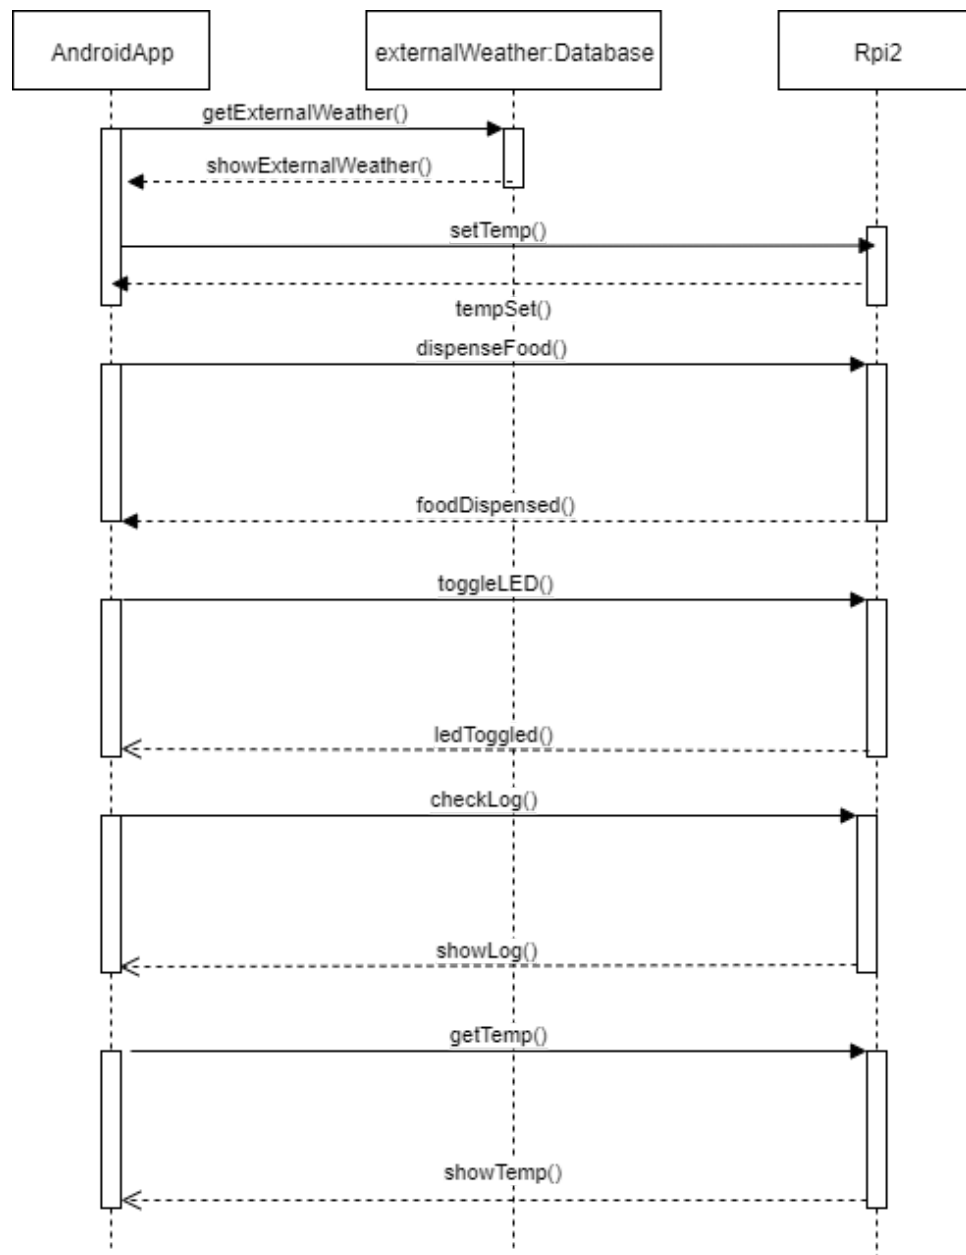 AndroidApp
externalWeather:Database
Rpi2
getExternalWeather()
showExternalWeather()
setTemp()
tempSet()
dispenseFood()
foodDispensed()
toggleLED()
ledToggled()
checkLog()
showLog()
getTemp()
showTemp()